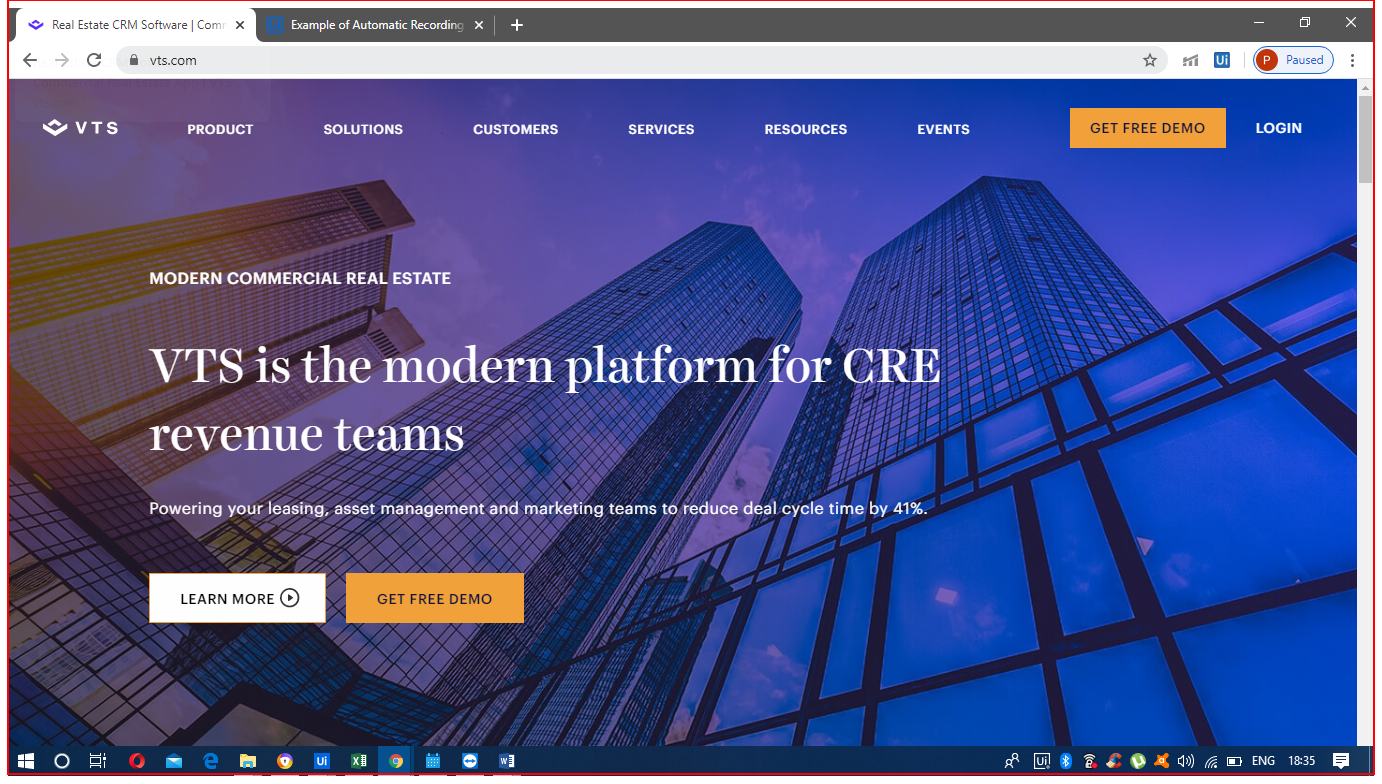 Real Estate CRM Software | Comm
Example of Automatic Recording
vts.com
Ui
P
Paused
VTS
PRODUCT
SOLUTIONS
CUSTOMERS
SERVICES
RESOURCES
EVENTS
GET FREE DEMO
LOGIN
MODERN COMMERCIAL REAL ESTATE
VTS is the modern platform for CRE
revenue teams
Powering your leasing, asset management and marketing teams to reduce deal cycle time by 41%.
LEARN MORE
GET FREE DEMO
Ui
Ui
ENG
18:35